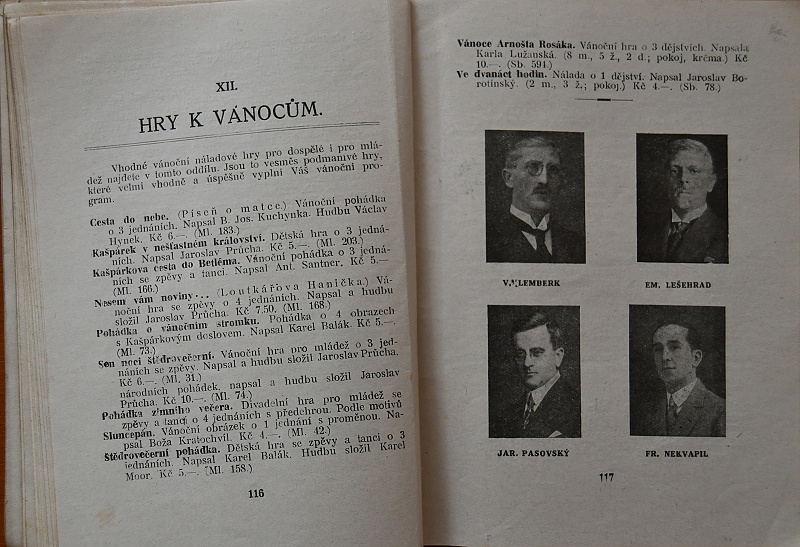 XII.
HRY K VÁNOCŮM.
Vhodné vánoční náladové hry pro dospělé i pro mlá-
dež najdete v tomto oddílu. Jsou to vesměs podmanivé hry,
které velmi vhodně a úspěšně vyplní Váš vánoční pro-
gram.
Cesta do nebe. (Píseň o matce.) Vánoční pohádka
o 3 jednáních. Napsal B. Jos. Kuchynka. Hudbu Václav
Hynek. Kč 6.—. (Ml. 183.)
Kašpárek v nešťastném království. Dětská hra o 3 jedná-
ních. Napsal Jaroslav Průcha. Kč 5.—. (Ml. 203.)
Kašpárkova cesta do Betléma. Vánoční pohádka o 3 jedná-
ních se zpěvy a tanci. Napsal Ant. Santner. Kč 5.—
(Ml. 166.)
Nesem vám noviny... (Loutkářova Hanička.) Vá-
noční hra se zpěvy o 4 jednáních. Napsal a hudbu
složil Jaroslav Průcha. Kč 7.50. (Ml. 168.)
Pohádka o vánočním stromku. Pohádka o 4 obrazech
s Kašpárkovým doslovem. Napsal Karel Balák. Kč 5.—.
(Ml. 73.)
Sen noci štědrovečerní. Vánoční hra pro mládež o 3 jed-
náních se zpěvy. Napsal a hudbu složil Jaroslav Průcha.
Kč 6.—. (Ml. 31.)
národních pohádek, napsal a hudbu složil Jaroslav
Průcha. Kč 10.—. (Ml. 74.)
Pohádka zimního večera. Divadelní hra pro mládež se
zpěvy a tanci o 4 jednáních s předehrou. Podle motivů
Sluncepán. Vánoční obrázek o 1 jednání s proměnou. Na-
psal Boža Kratochvíl. Kč 4.—. (Ml. 42.)
Štědrovečerní pohádka. Dětská hra se zpěvy a tanci o 3
jednáních. Napsal Karel Balák. Hudbu složil Karel
Moor. Kč 5.—. (Ml. 158.)
116
Vánoce Arnošta Rosáka. Vánoční hra o 3 dějstvích. Napsala
Karla Lužanská. (8 m., 5 ž., 2 d.; pokoj, krčma.) Kč
10.—. (Sb. 594.)
Ve dvanáct hodin. Nálada o 1 dějství. Napsal Jaroslav Bo-
rotínský. (2 m., 3 ž.; pokoj.) Kč 4.—. (Sb. 78.)
V. LEMBERK
EM. LEŠEHRAD
JAR. PASOVSKÝ
FR. NEKVAPIL
117